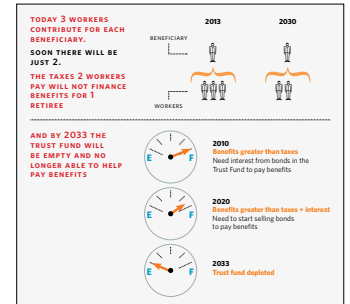 TODAY 3 WORKERS
CONTRIBUTE FOR EACH
BENEFICIARY.
SOON THERE WILL BE
JUST 2.
THE TAXES 2 WORKERS
PAY WILL NOT FINANCE
BENEFITS FOR 1
RETIREE
2013
2030
BENEFICIARY
WORKERS
AND BY 2033 THE
TRUST FUND WILL
BE EMPTY AND NO
LONGER ABLE TO HELP
PAY BENEFITS
E F
2010
Benefits greater than taxes
Need interest from bonds in the
Trust Fund to pay benefits
E F
2020
Benefits greater than taxes + interest
Need to start selling bonds
to pay benefits
E F
2033
Trust fund depleted